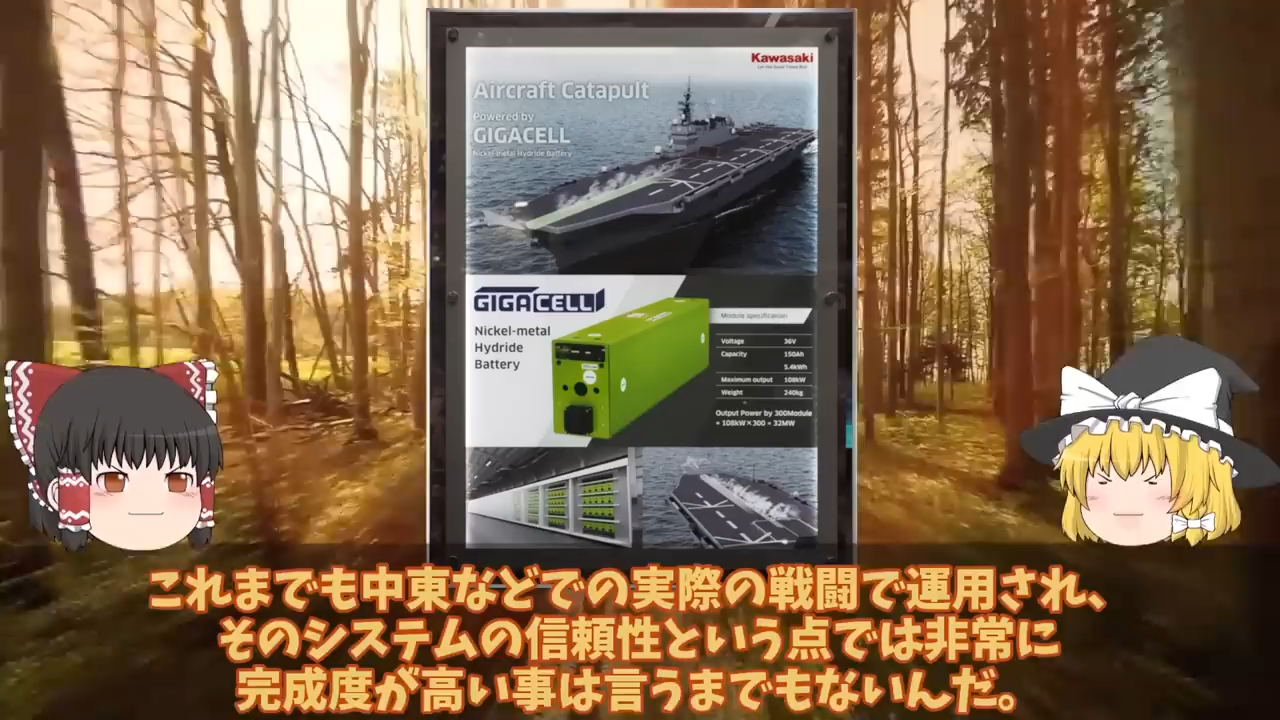 Kawasaki
Aircraft Catapult
Powered by
GIGACELL
Nickel-metal Hydride Battery
GIGACELL
Nickel-metal
Hydride
Battery
Module specification
Voltage 36V
Capacity 150Ah
5.4kWh
Maximum output 108kW
Weight 240kg
Output Power by 300Module
= 108kW×300 = 32MW
これまでも中東などでの実際の戦闘で運用され、
そのシステムの信頼性という点では非常に
完成度が高い事は言うまでもないんだ。